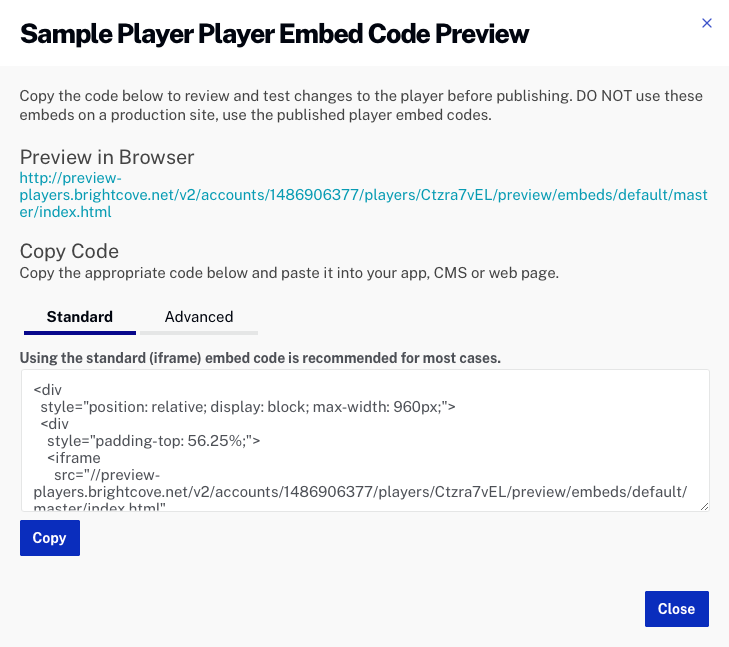 Sample Player Player Embed Code Preview
Copy the code below to review and test changes to the player before publishing. DO NOT use these
embeds on a production site, use the published player embed codes.
Preview in Browser
http://preview-
players.brightcove.net/v2/accounts/1486906377/players/Ctzra7vEL/preview/embeds/default/mast
er/index.html
Copy Code
Copy the appropriate code below and paste it into your app, CMS or web page.
Standard Advanced
Using the standard (iframe) embed code is recommended for most cases.
<div
style="position: relative; display: block; max-width: 960px;">
<div
style="padding-top: 56.25%;">
<iframe
src="//preview-
players.brightcove.net/v2/accounts/1486906377/players/Ctzra7vEL/preview/embeds/default/
master/index.html"
Copy
Close